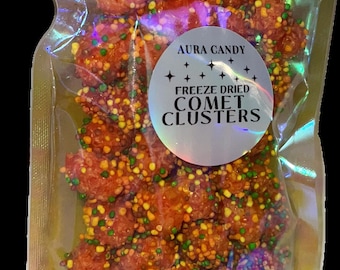 AURA CANDY
FREEZE DRIED
COMET
CLUSTERS